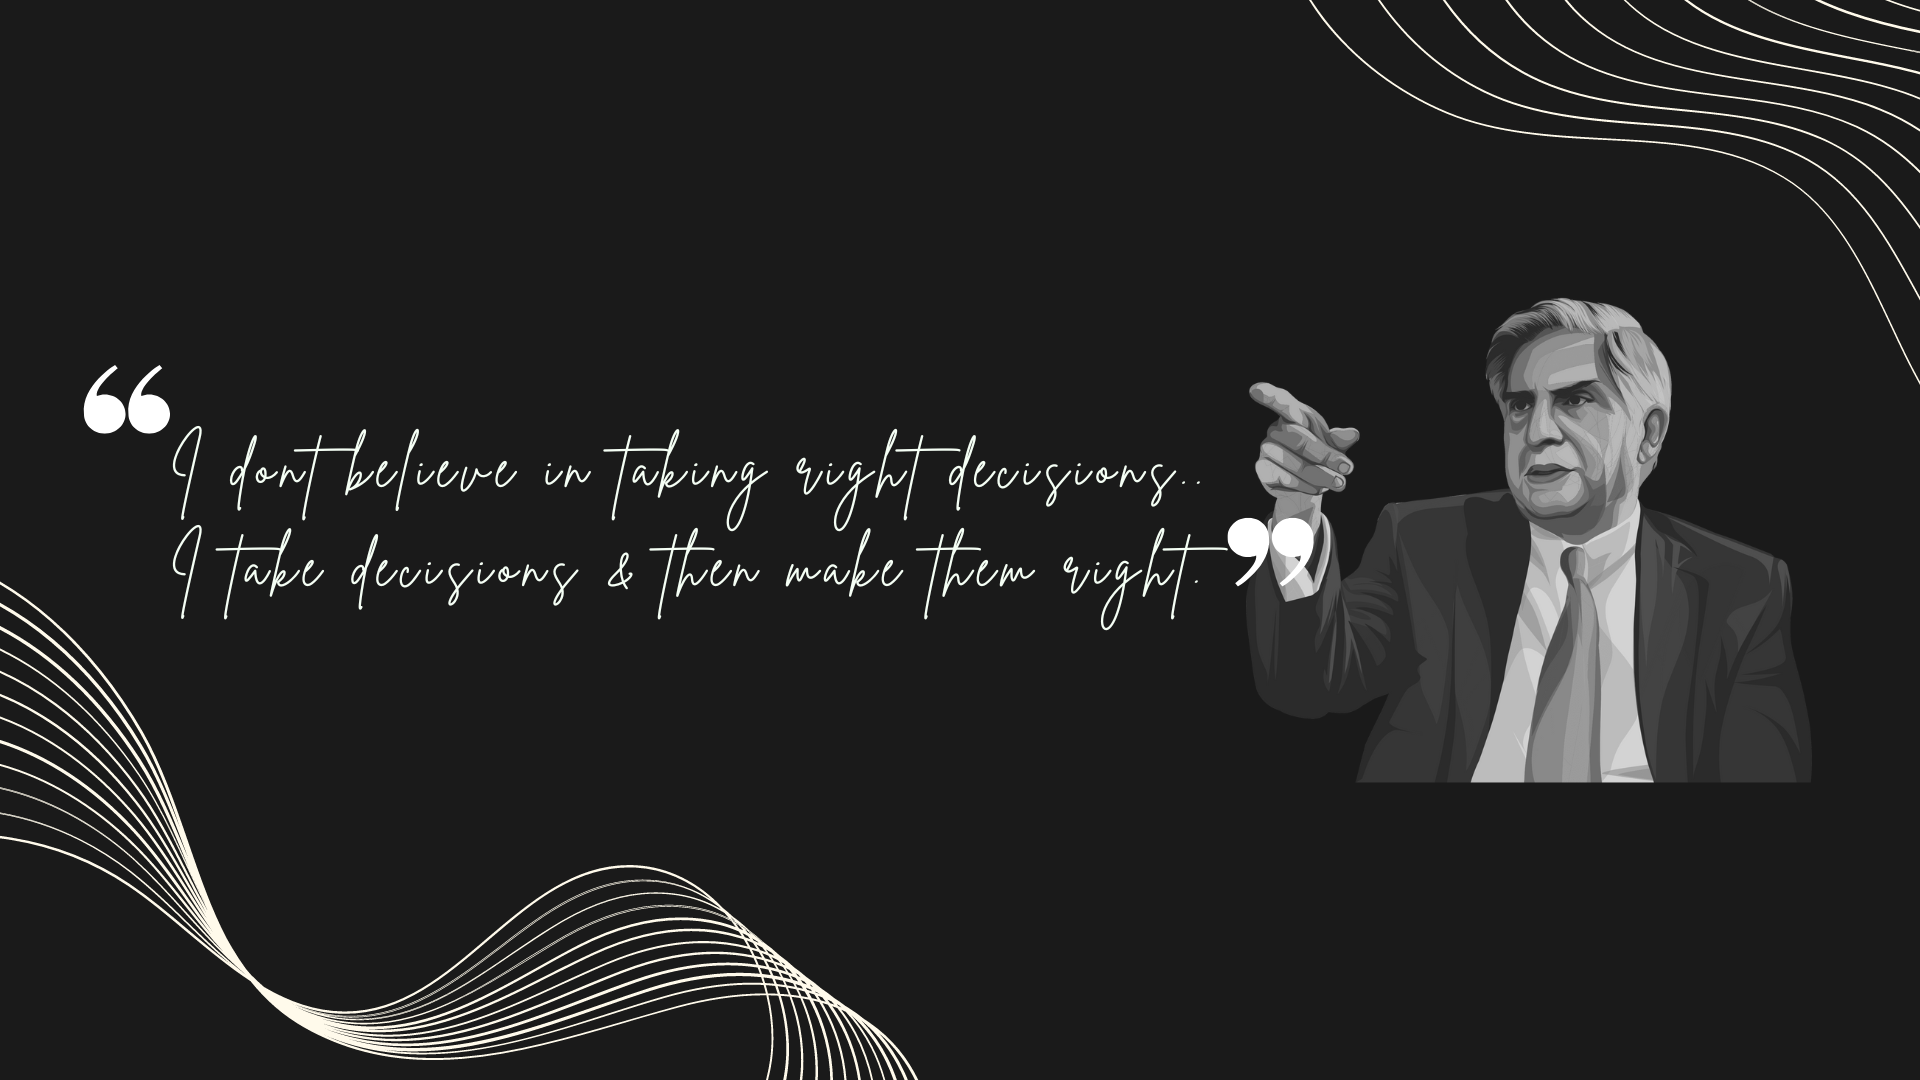 “I dont believe in taking right decisions..
I take decisions & then make them right.”